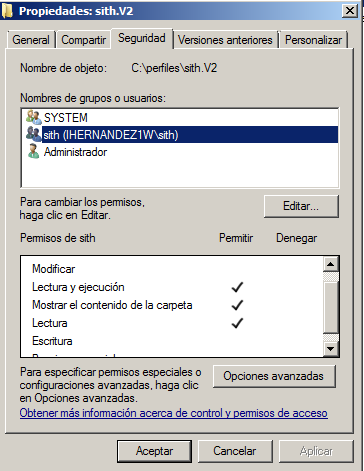 Propiedades: sith.V2
General
Compartir
Seguridad
Versiones anteriores
Personalizar
Nombre de objeto: C:\perfiles\sith.V2
Nombres de grupos o usuarios:
SYSTEM
sith (IHERNANDEZ1W\sith)
Administrador
Para cambiar los permisos,
haga clic en Editar.
Editar...
Permisos de sith Permitir Denegar
Modificar
Lectura y ejecución
Mostrar el contenido de la carpeta
Lectura
Escritura
Para especificar permisos especiales o
configuraciones avanzadas, haga clic
en Opciones avanzadas.
Opciones avanzadas
Obtener más información acerca de control y permisos de acceso
Aceptar
Cancelar
Aplicar